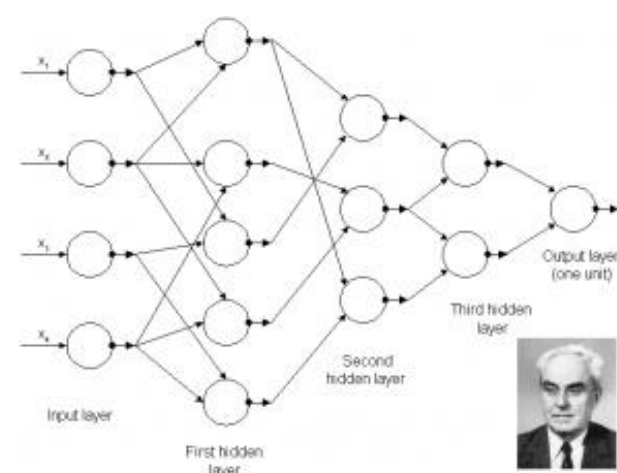 x₁
x₂
x₃
x₄
Input layer
First hidden
layer
Second
hidden layer
Third hidden
layer
Output layer
(one unit)